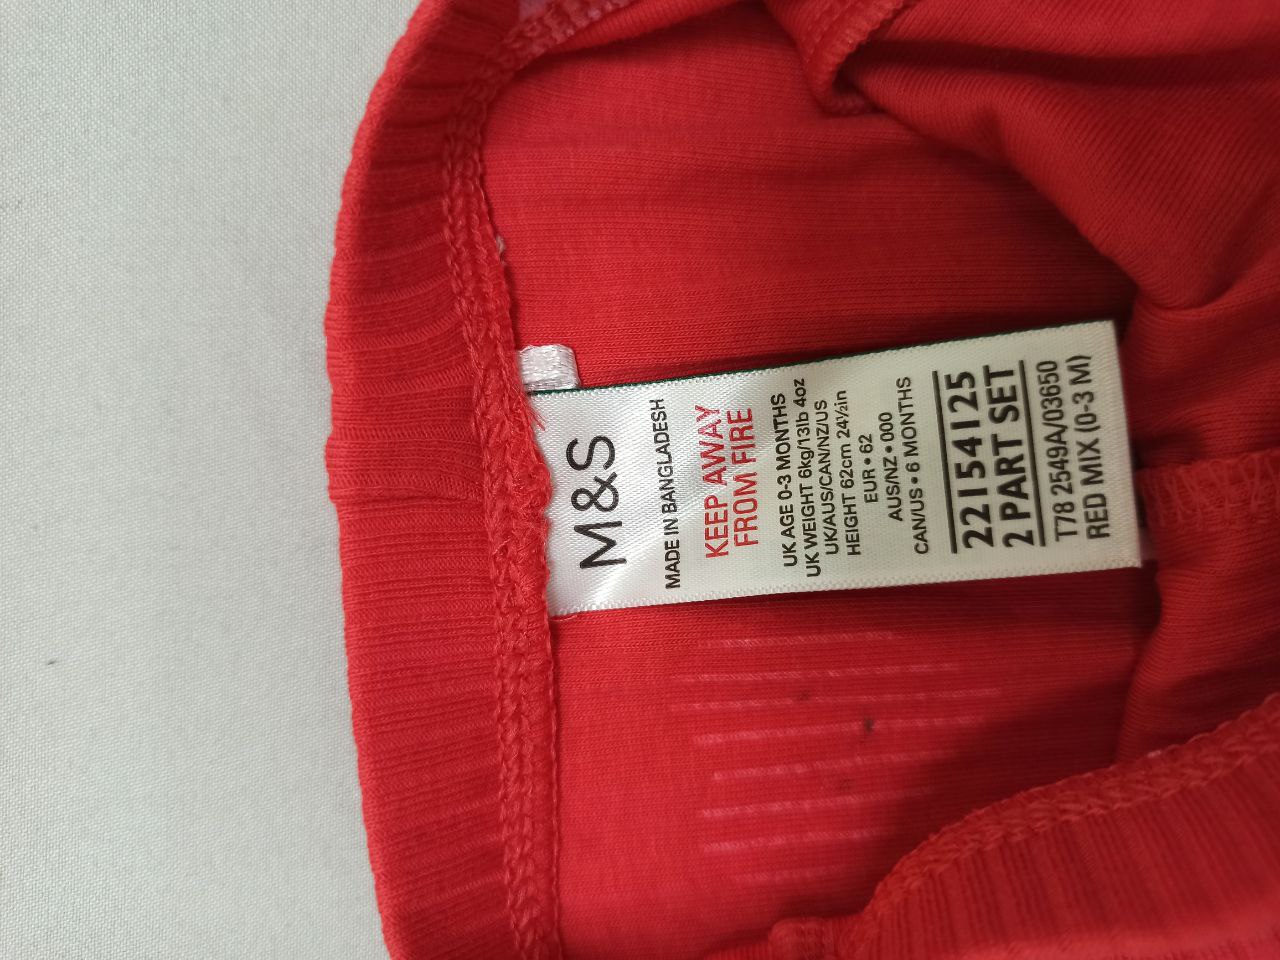 M&S
MADE IN BANGLADESH
KEEP AWAY
FROM FIRE
UK AGE 0-3 MONTHS
UK WEIGHT 6kg/13lb 4oz
UK/AUS/CAN/NZ/US
HEIGHT 62cm 24½in
EUR • 62
AUS/NZ • 000
CAN/US • 6 MONTHS
22154125
2 PART SET
T78 2549A/03650
RED MIX (0-3 M)